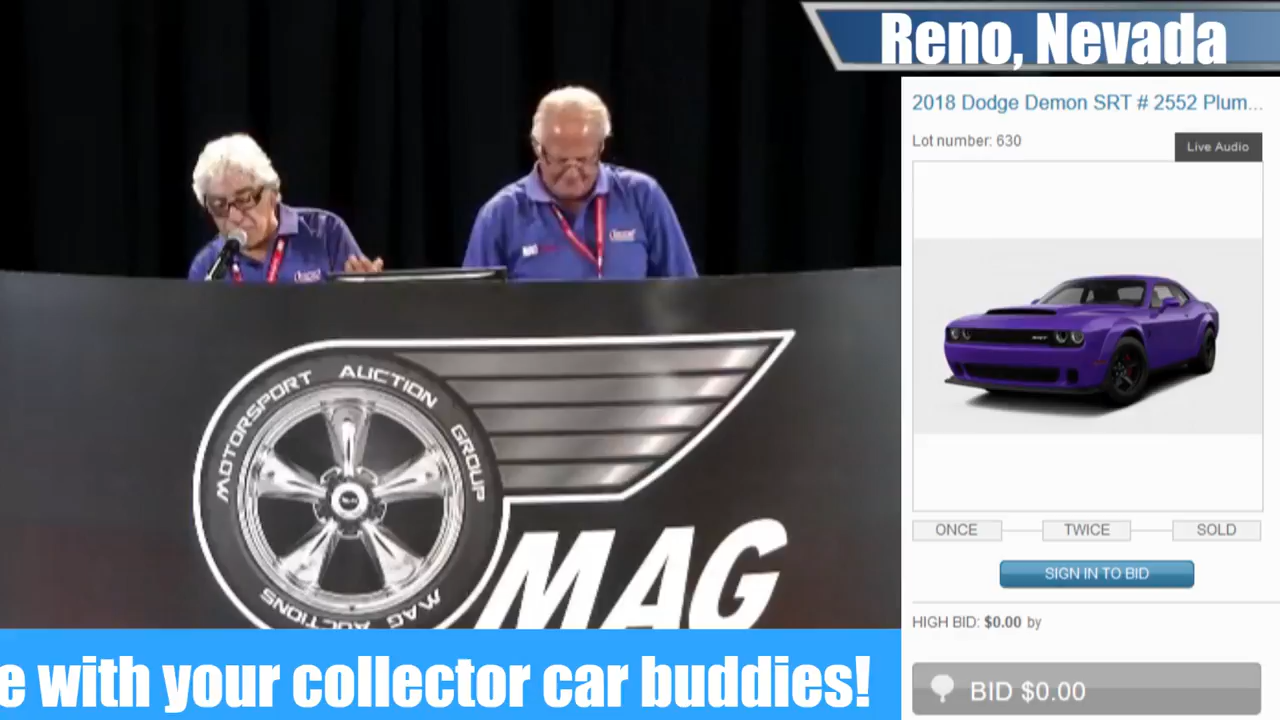 Reno, Nevada
2018 Dodge Demon SRT # 2552 Plum...
Lot number: 630
Live Audio
MOTORSPORT AUCTION GROUP
MAG AUCTIONS
MAG
ONCE
TWICE
SOLD
SIGN IN TO BID
HIGH BID: $0.00 by
BID $0.00
e with your collector car buddies!